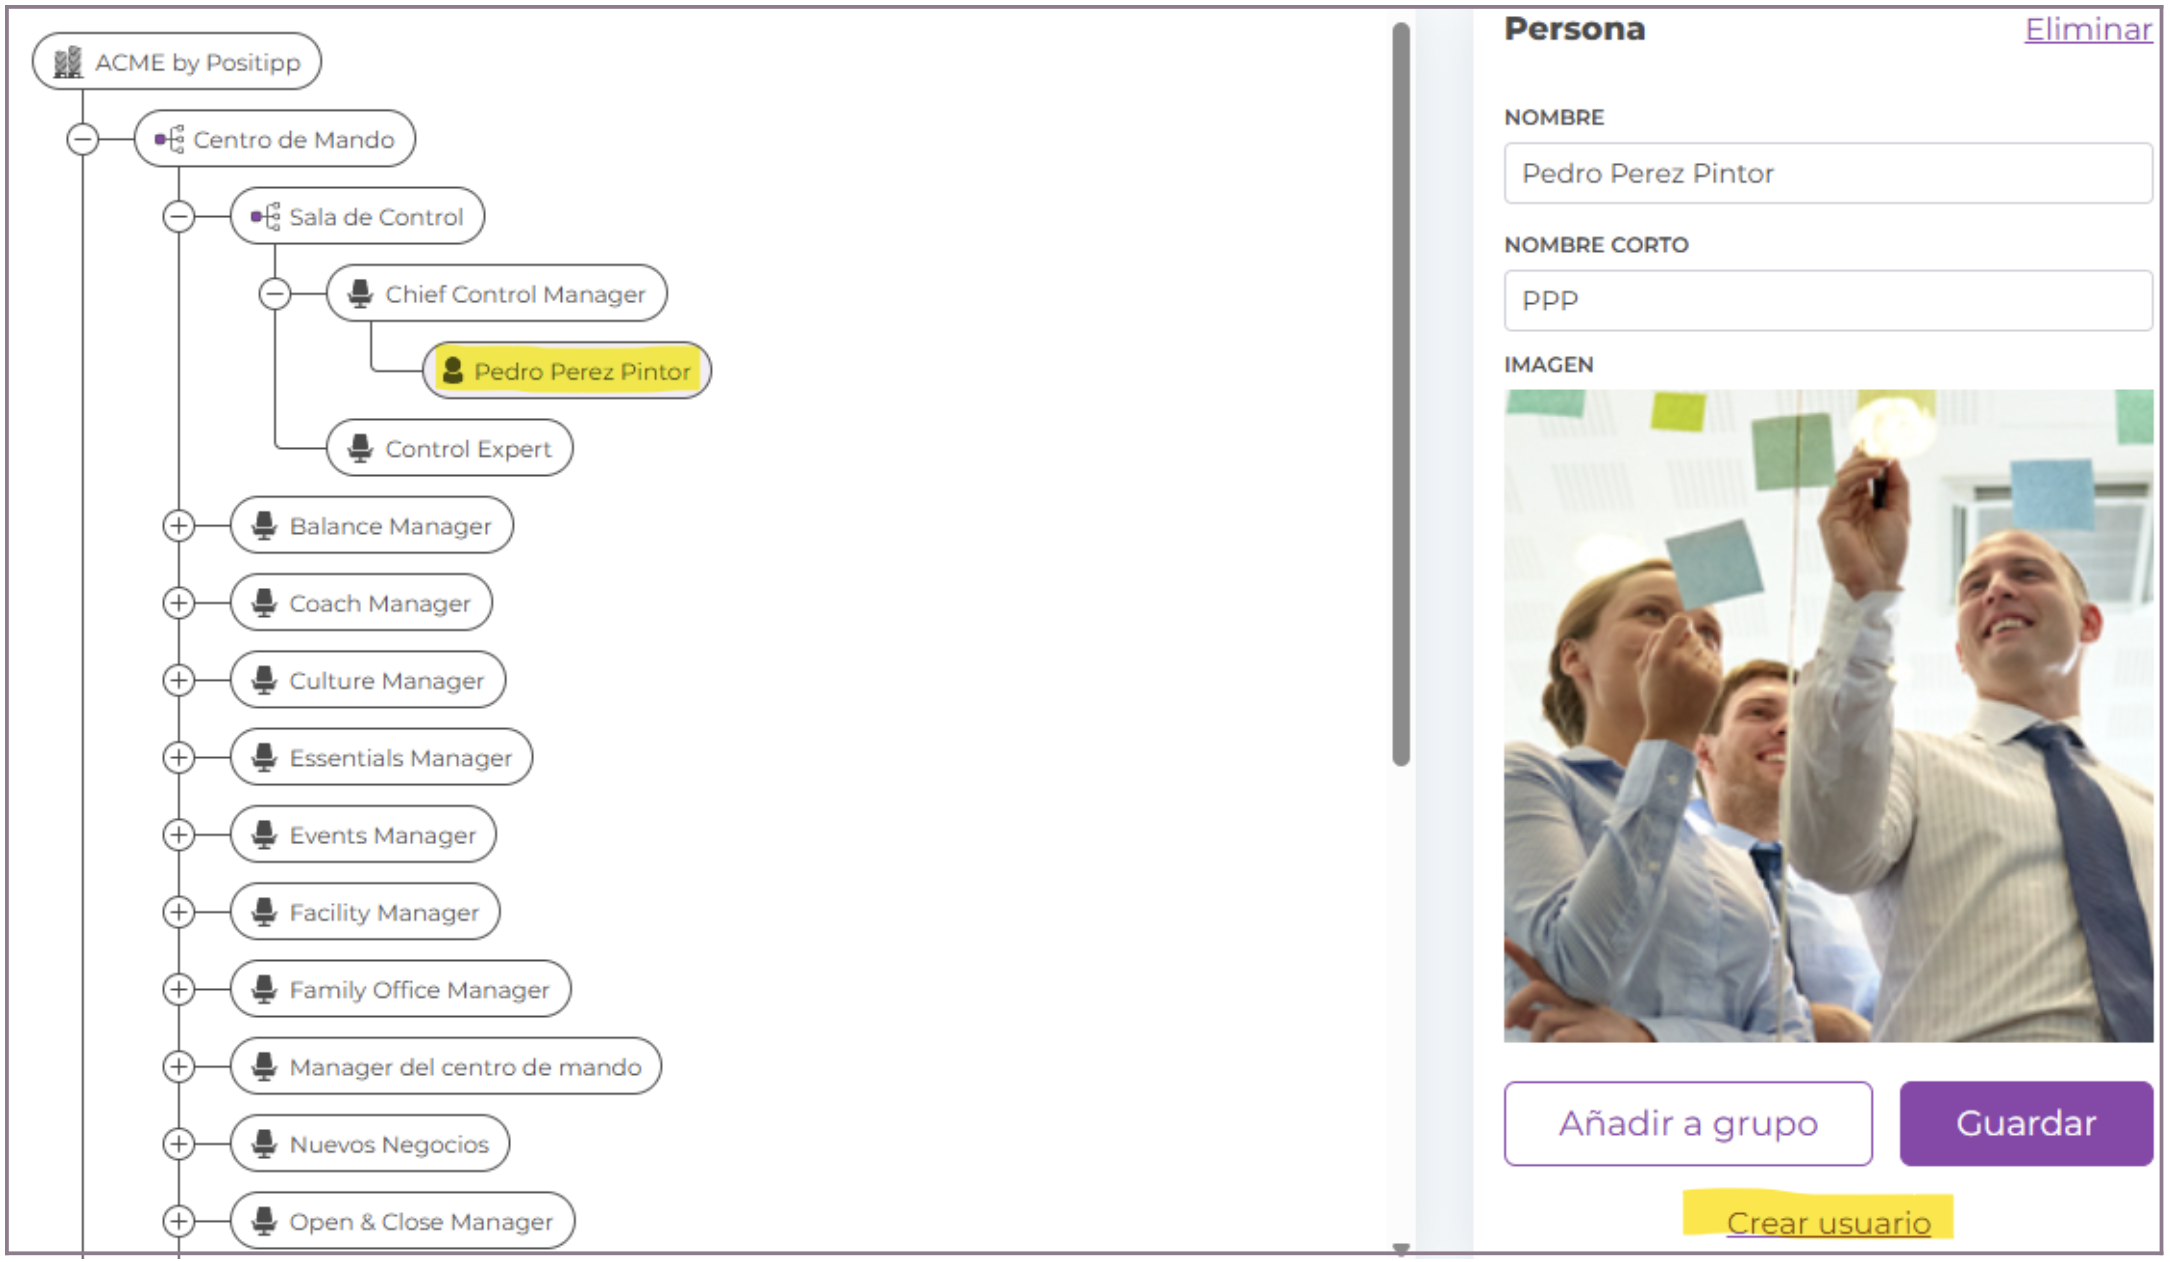 ACME by Positipp
Centro de Mando
Sala de Control
Chief Control Manager
Pedro Perez Pintor
Control Expert
Balance Manager
Coach Manager
Culture Manager
Essentials Manager
Events Manager
Facility Manager
Family Office Manager
Manager del centro de mando
Nuevos Negocios
Open & Close Manager
Persona
Eliminar
NOMBRE
Pedro Perez Pintor
NOMBRE CORTO
PPP
IMAGEN
Añadir a grupo
Guardar
Crear usuario